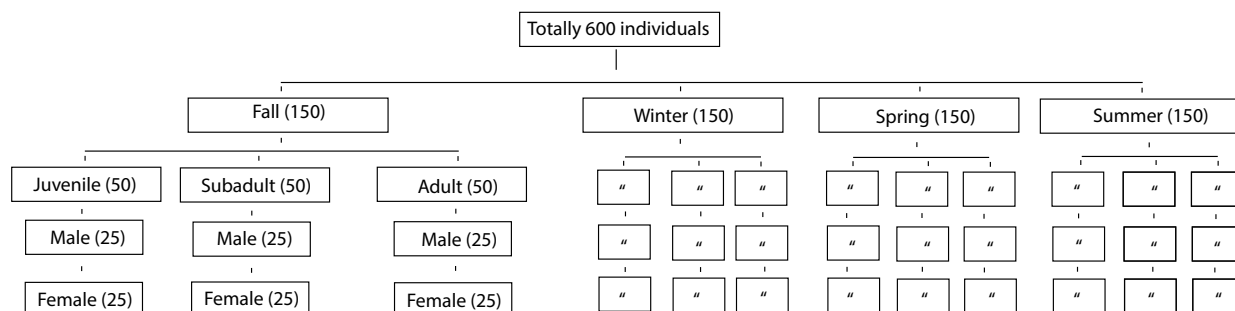 Totally 600 individuals
Fall (150) Winter (150) Spring (150) Summer (150)
Juvenile (50) Subadult (50) Adult (50) “ “ “ “ “ “ “ “ “
Male (25) Male (25) Male (25) “ “ “ “ “ “ “ “ “
Female (25) Female (25) Female (25) “ “ “ “ “ “ “ “ “